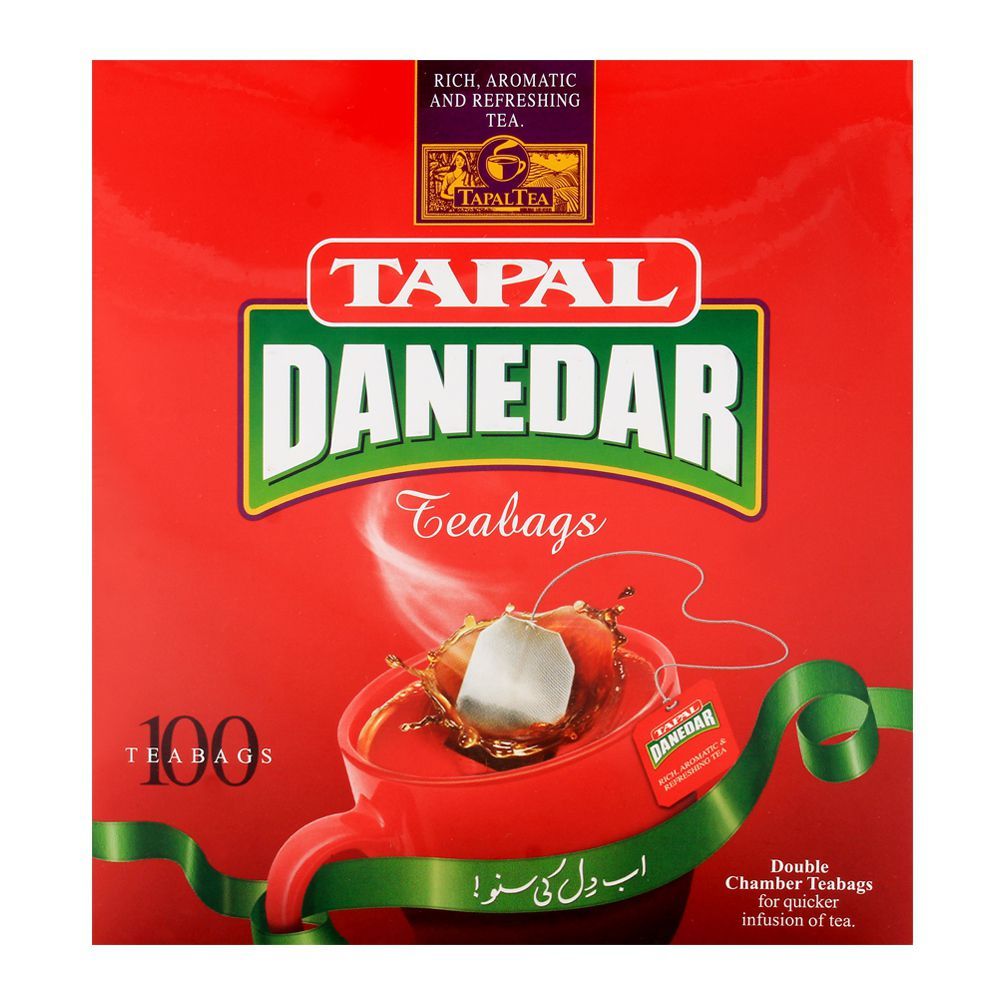 RICH, AROMATIC
AND REFRESHING
TEA.
TAPAL TEA
TAPAL
DANEDAR
Teabags
TAPAL
DANEDAR
RICH, AROMATIC &
REFRESHING TEA
100
TEABAGS
اب دِل کی سنو!
Double
Chamber Teabags
for quicker
infusion of tea.